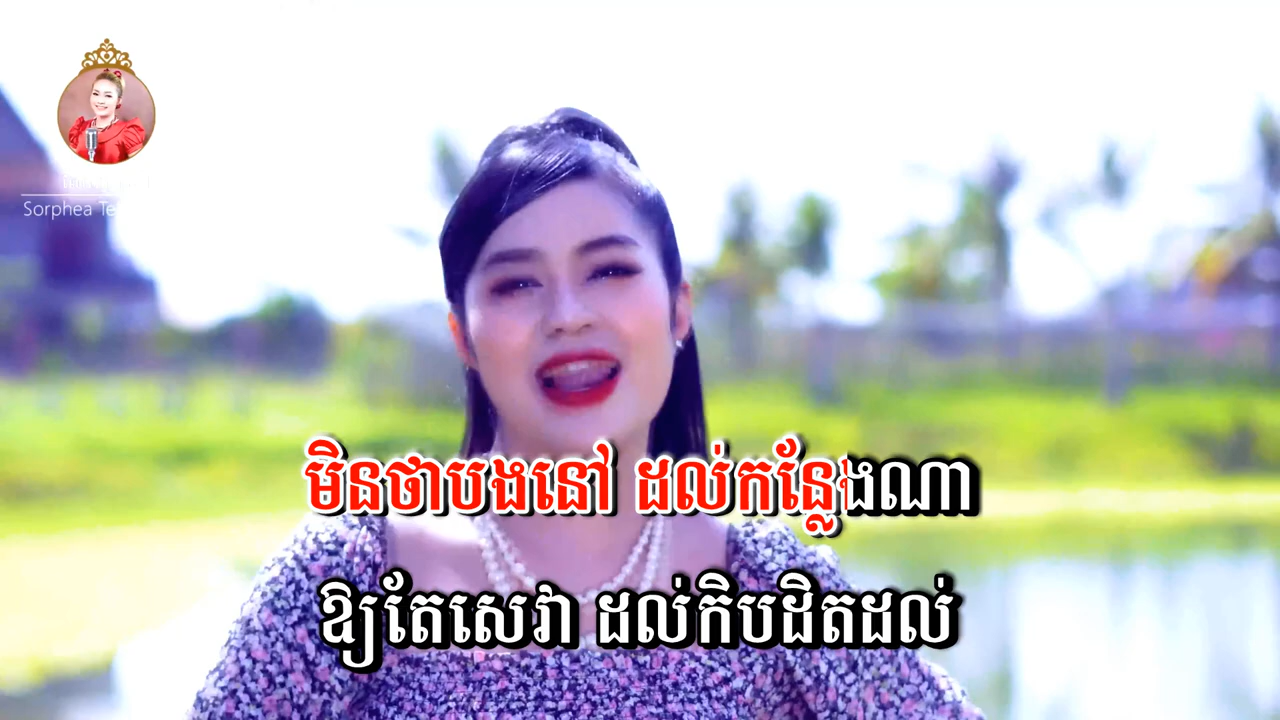 Sorphea
មិនថាបងនៅ ដល់កន្លែងណា
ឱ្យតែសេវា ដល់កិបដិតដល់